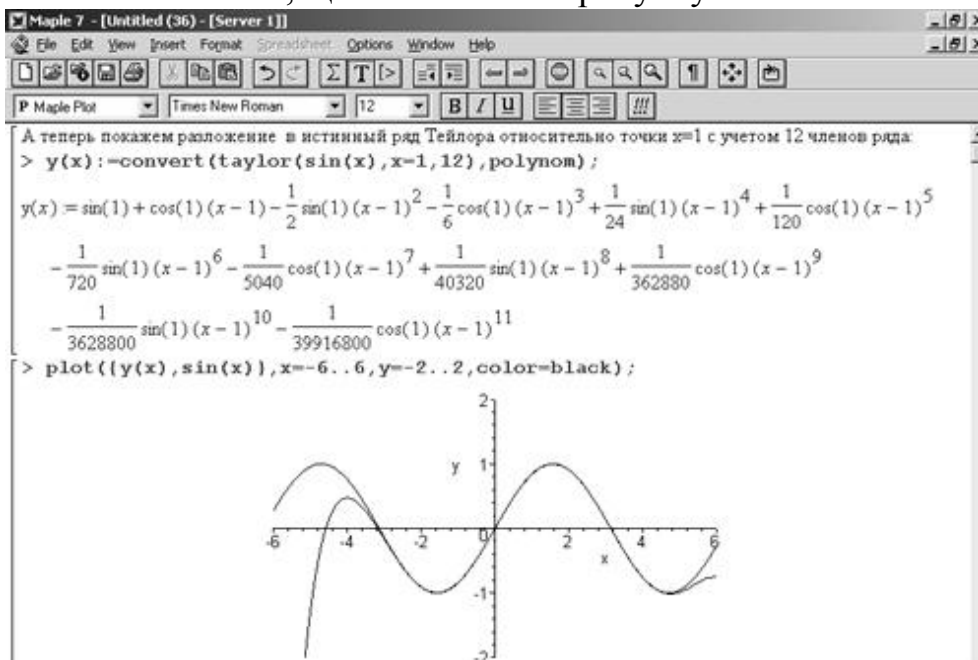 Maple 7 - [Untitled (36) - [Server 1]]
File Edit View Insert Format Spreadsheet Options Window Help
P Maple Plot Times New Roman 12 B I U !!!
А теперь покажем разложение в истинный ряд Тейлора относительно точки x=1 с учетом 12 членов ряда:
> y(x):=convert(taylor(sin(x),x=1,12),polynom);
y(x) := sin(1) + cos(1) (x − 1) − 1/2 sin(1) (x − 1)^2 − 1/6 cos(1) (x − 1)^3 + 1/24 sin(1) (x − 1)^4 + 1/120 cos(1) (x − 1)^5
− 1/720 sin(1) (x − 1)^6 − 1/5040 cos(1) (x − 1)^7 + 1/40320 sin(1) (x − 1)^8 + 1/362880 cos(1) (x − 1)^9
− 1/3628800 sin(1) (x − 1)^10 − 1/39916800 cos(1) (x − 1)^11
> plot({y(x),sin(x)},x=-6..6,y=-2..2,color=black);
2
y 1
-6 -4 -2 0 2 4 6
x
-1
-2